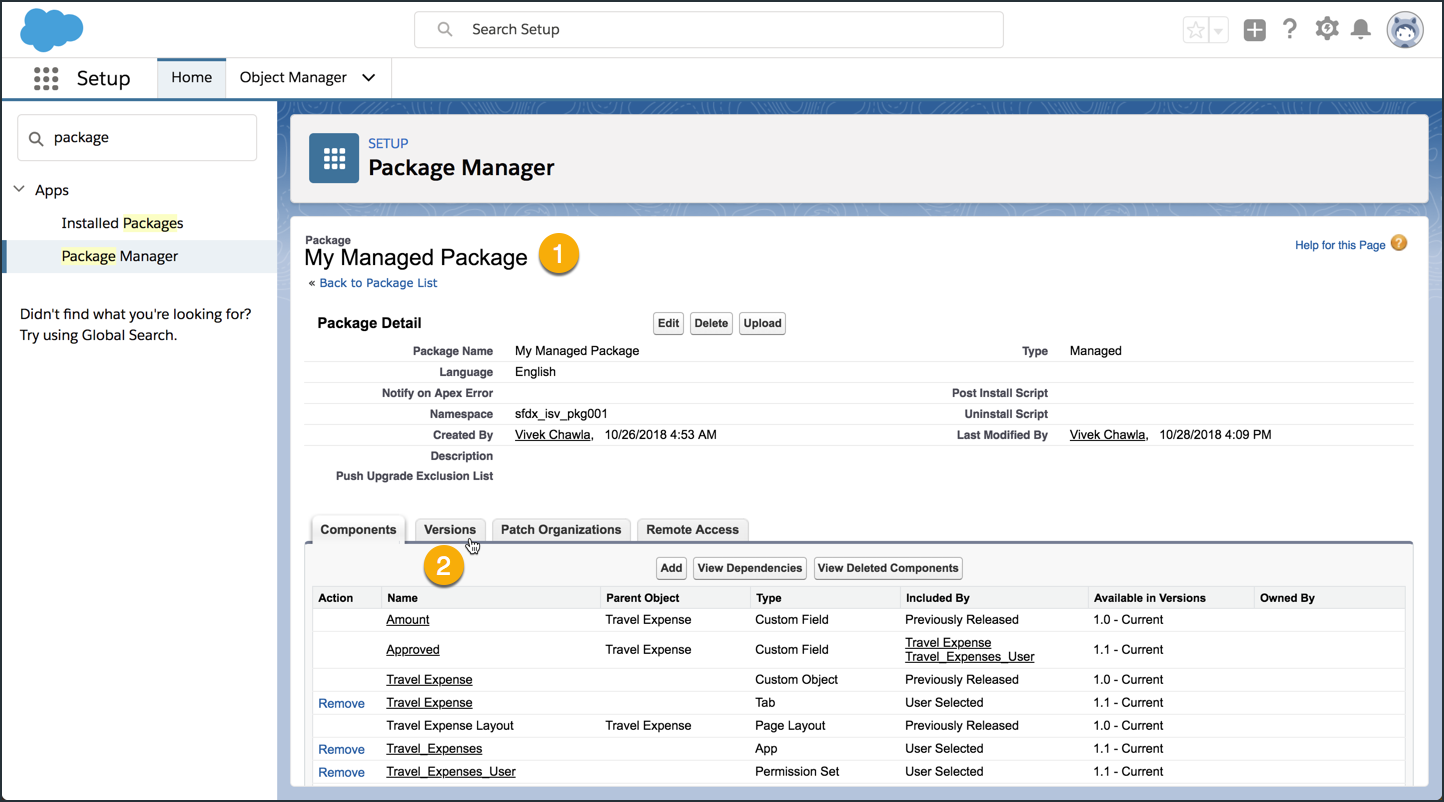 Search Setup
Setup
Home
Object Manager
package
Apps
Installed Packages
Package Manager
Didn't find what you're looking for?
Try using Global Search.
SETUP
Package Manager
Package
My Managed Package
1
Help for this Page ?
« Back to Package List
Package Detail
Edit Delete Upload
Package Name My Managed Package Type Managed
Language English
Notify on Apex Error Post Install Script
Namespace sfdx_isv_pkg001 Uninstall Script
Created By Vivek Chawla, 10/26/2018 4:53 AM Last Modified By Vivek Chawla, 10/28/2018 4:09 PM
Description
Push Upgrade Exclusion List
Components Versions Patch Organizations Remote Access
2
Add View Dependencies View Deleted Components
Action Name Parent Object Type Included By Available in Versions Owned By
Amount Travel Expense Custom Field Previously Released 1.0 - Current
Approved Travel Expense Custom Field Travel Expense 1.1 - Current
Travel_Expenses_User
Travel Expense Custom Object Previously Released 1.0 - Current
Remove Travel Expense Tab User Selected 1.1 - Current
Travel Expense Layout Travel Expense Page Layout Previously Released 1.0 - Current
Remove Travel_Expenses App User Selected 1.1 - Current
Remove Travel_Expenses_User Permission Set User Selected 1.1 - Current